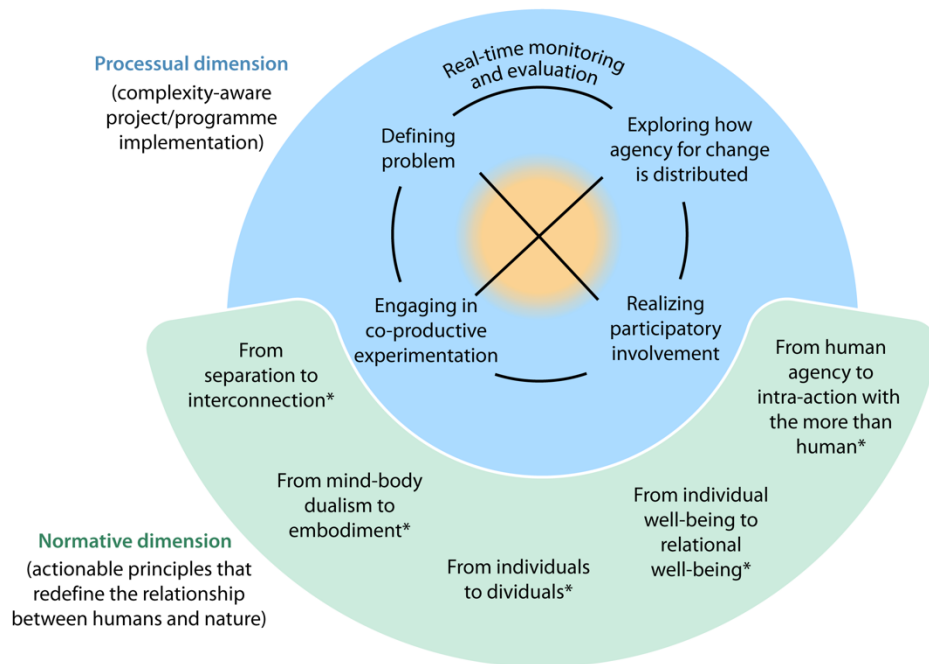 Processual dimension
(complexity-aware
project/programme
implementation)
Real-time monitoring
and evaluation
Defining
problem
Exploring how
agency for change
is distributed
Engaging in
co-productive
experimentation
Realizing
participatory
involvement
From
separation to
interconnection*
From mind-body
dualism to
embodiment*
From individuals
to dividuals*
From individual
well-being to
relational
well-being*
From human
agency to
intra-action with
the more than
human*
Normative dimension
(actionable principles that
redefine the relationship
between humans and nature)